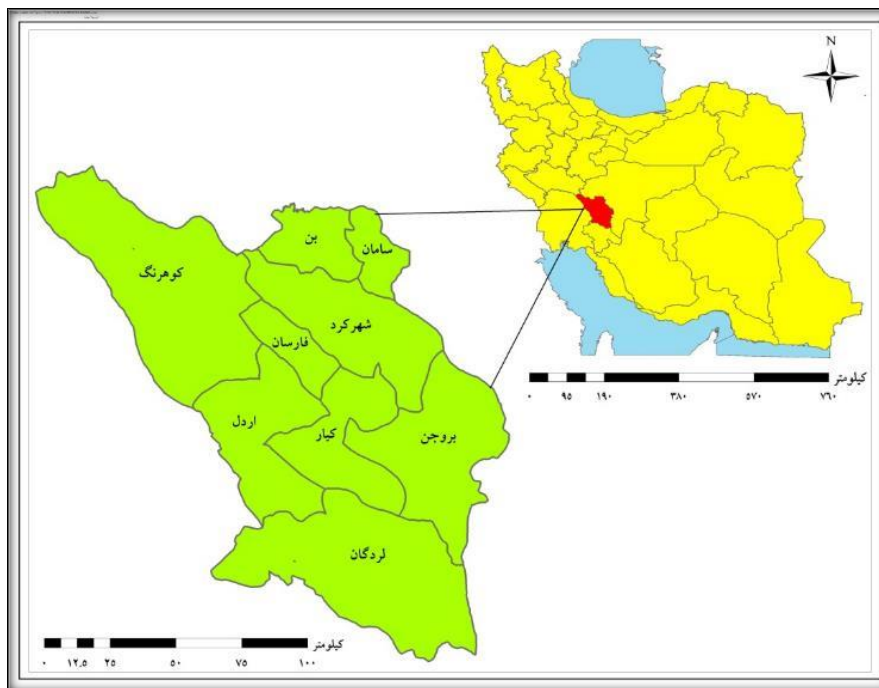 N
بن
سامان
کوهرنگ
شهرکرد
فارسان
کیلومتر
۰ ۹۵ ۱۹۰ ۳۸۰ ۵۷۰ ۷۶۰
اردل
کیار
بروجن
لردگان
کیلومتر
۰ ۱۲.۵ ۲۵ ۵۰ ۷۵ ۱۰۰